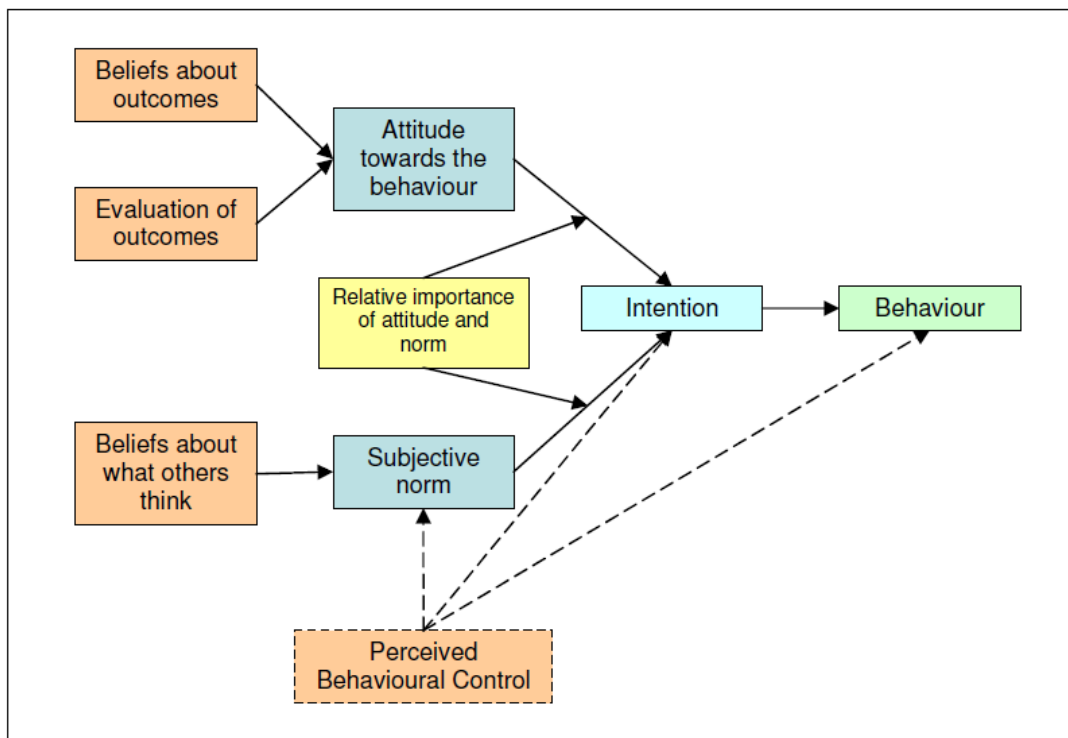 Beliefs about
outcomes
Evaluation of
outcomes
Attitude
towards the
behaviour
Relative importance
of attitude and
norm
Intention
Behaviour
Beliefs about
what others
think
Subjective
norm
Perceived
Behavioural Control